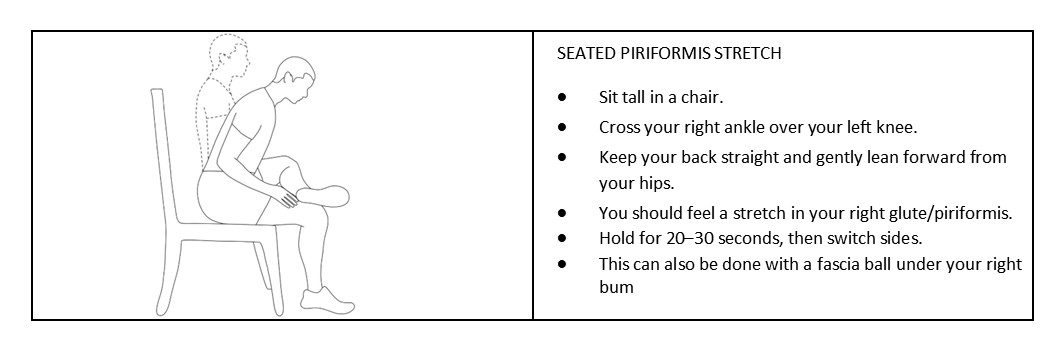 SEATED PIRIFORMIS STRETCH
● Sit tall in a chair.
● Cross your right ankle over your left knee.
● Keep your back straight and gently lean forward from
your hips.
● You should feel a stretch in your right glute/piriformis.
● Hold for 20–30 seconds, then switch sides.
● This can also be done with a fascia ball under your right
bum